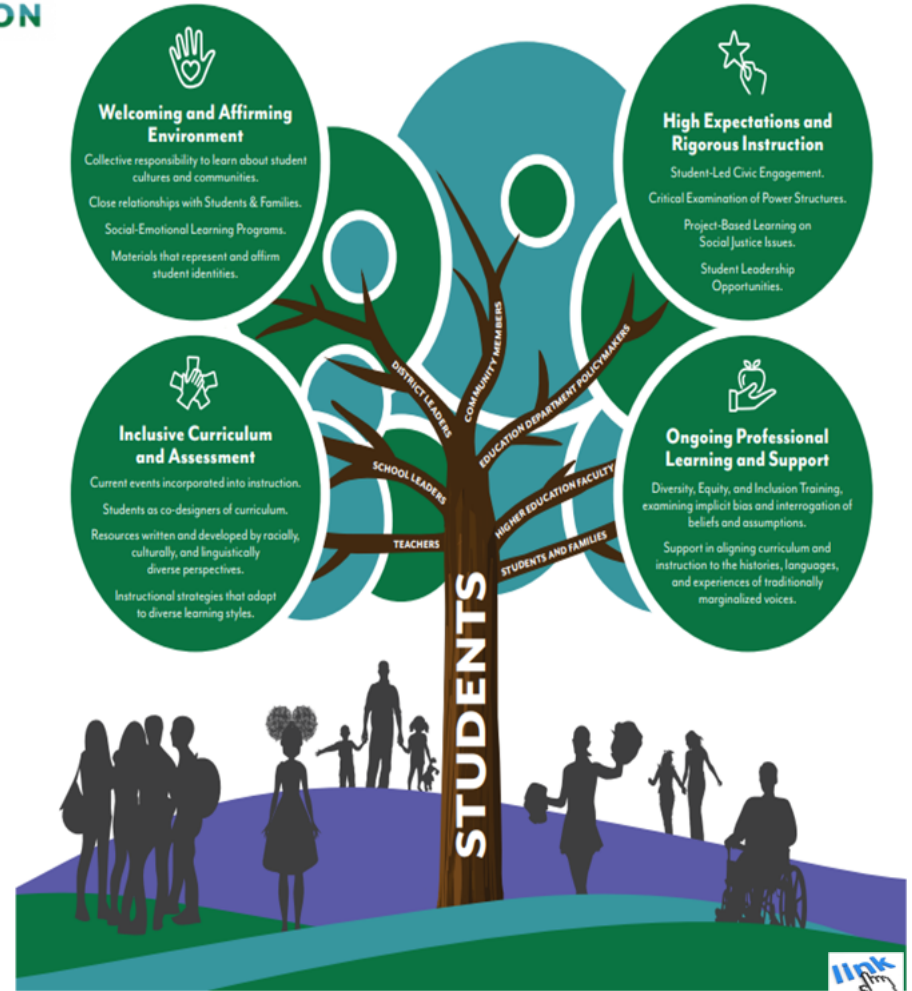 ON
Welcoming and Affirming
Environment
Collective responsibility to learn about student
cultures and communities.
Close relationships with Students & Families.
Social-Emotional Learning Programs.
Materials that represent and affirm
student identities.
High Expectations and
Rigorous Instruction
Student-Led Civic Engagement.
Critical Examination of Power Structures.
Project-Based Learning on
Social Justice Issues.
Student Leadership
Opportunities.
Inclusive Curriculum
and Assessment
Current events incorporated into instruction.
Students as co-designers of curriculum.
Resources written and developed by racially,
culturally, and linguistically
diverse perspectives.
Instructional strategies that adapt
to diverse learning styles.
Ongoing Professional
Learning and Support
Diversity, Equity, and Inclusion Training,
examining implicit bias and interrogation of
beliefs and assumptions.
Support in aligning curriculum and
instruction to the histories, languages,
and experiences of traditionally
marginalized voices.
DISTRICT LEADERS
COMMUNITY MEMBERS
EDUCATION DEPARTMENT POLICYMAKERS
SCHOOL LEADERS
HIGHER EDUCATION FACULTY
TEACHERS
STUDENTS AND FAMILIES
STUDENTS
link